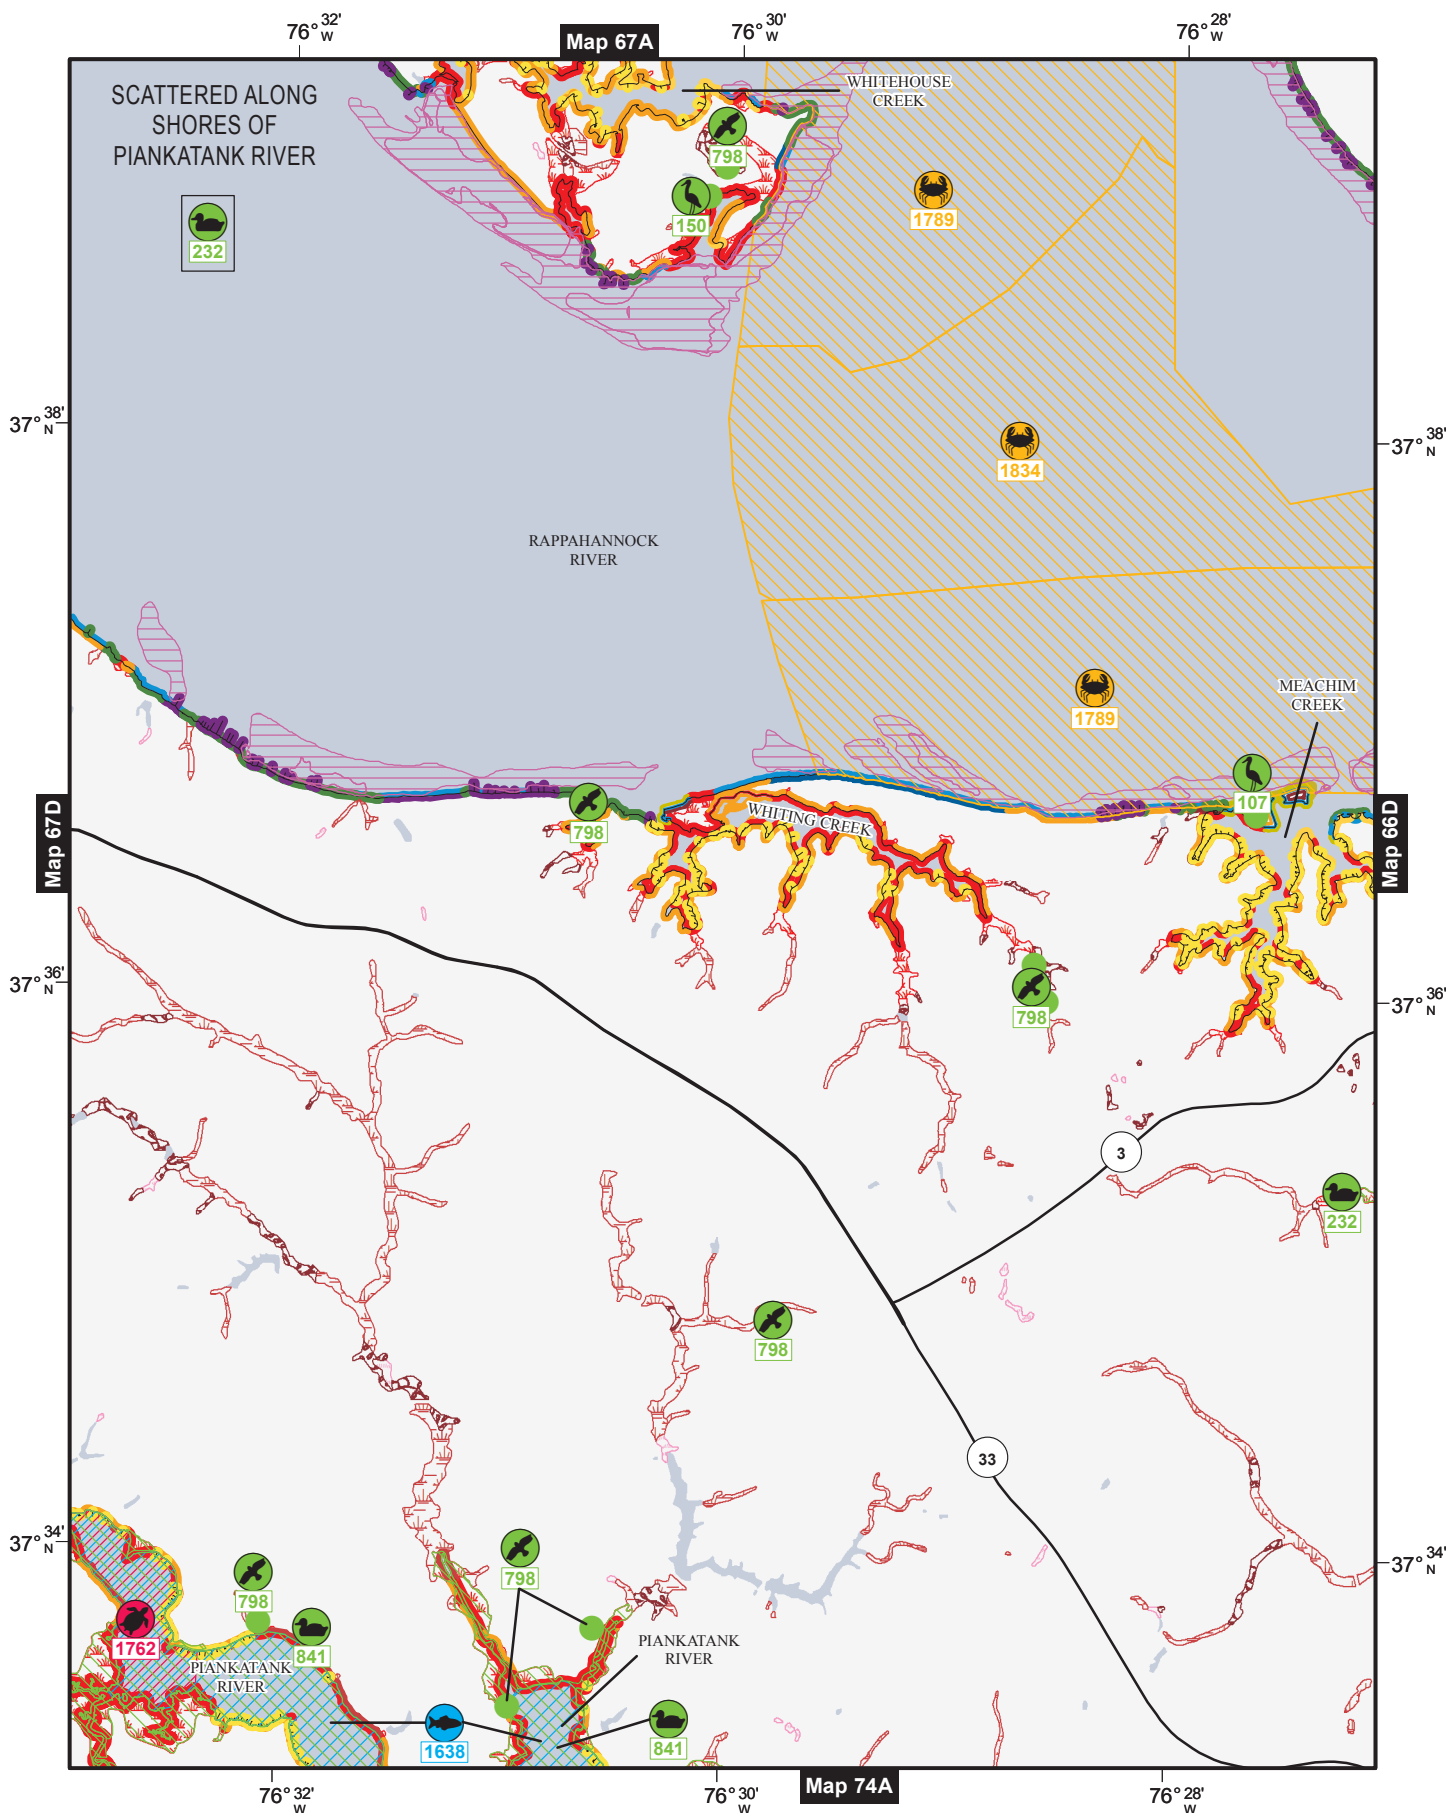 76° 32' W
Map 67A
76° 30' W
76° 28' W
SCATTERED ALONG
SHORES OF
PIANKATANK RIVER
232
WHITEHOUSE
CREEK
798
150
1789
37° 38' N
37° 38' N
1834
RAPPAHANNOCK
RIVER
1789
MEACHIM
CREEK
107
798
WHITING CREEK
Map 67D
Map 66D
37° 36' N
37° 36' N
798
3
232
798
33
37° 34' N
37° 34' N
798
798
1762
841
PIANKATANK
RIVER
PIANKATANK
RIVER
1638
841
76° 32' W
76° 30' W
Map 74A
76° 28' W